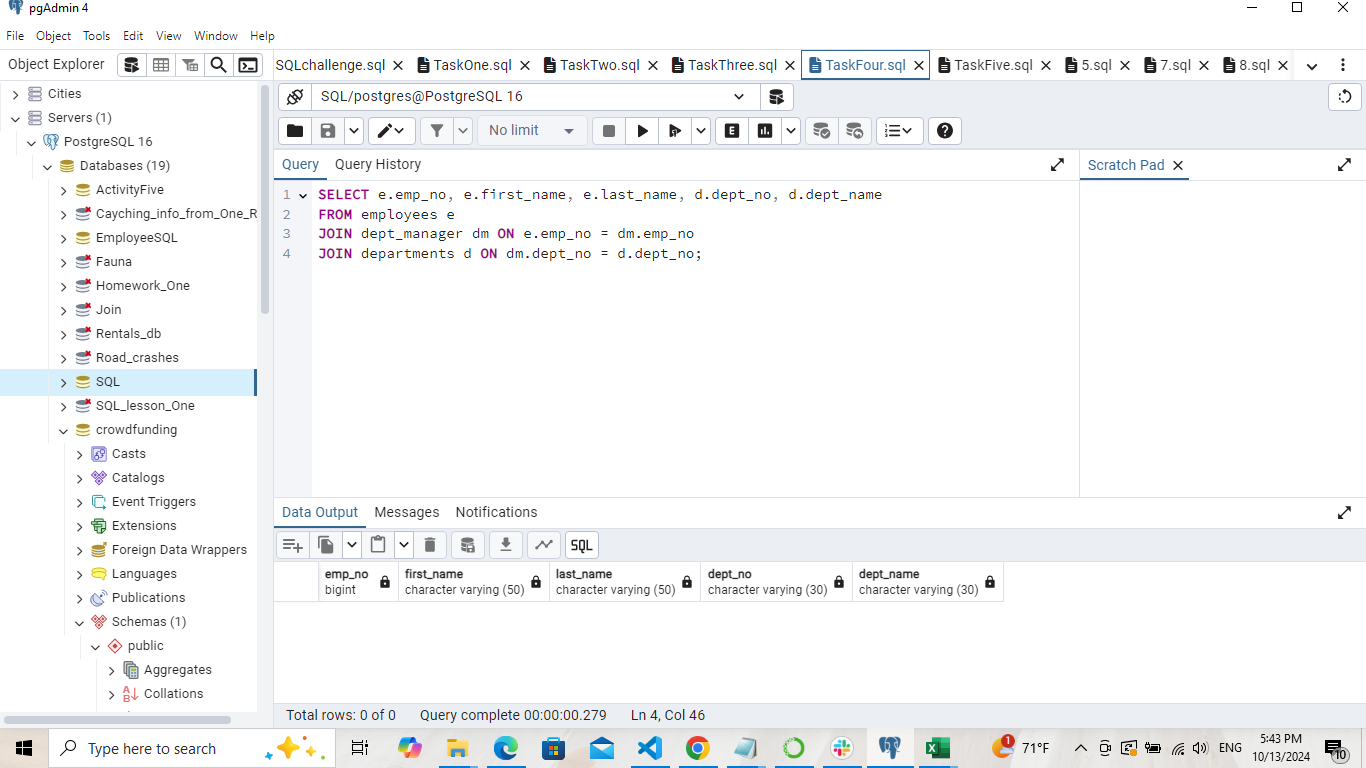 pgAdmin 4
File Object Tools Edit View Window Help
Object Explorer
SQLchallenge.sql TaskOne.sql TaskTwo.sql TaskThree.sql TaskFour.sql TaskFive.sql 5.sql 7.sql 8.sql
Cities
Servers (1)
PostgreSQL 16
Databases (19)
ActivityFive
Cayching_info_from_One_R
EmployeeSQL
Fauna
Homework_One
Join
Rentals_db
Road_crashes
SQL
SQL_lesson_One
crowdfunding
Casts
Catalogs
Event Triggers
Extensions
Foreign Data Wrappers
Languages
Publications
Schemas (1)
public
Aggregates
Collations
SQL/postgres@PostgreSQL 16
No limit
E
Query Query History
Scratch Pad
1 SELECT e.emp_no, e.first_name, e.last_name, d.dept_no, d.dept_name
2 FROM employees e
3 JOIN dept_manager dm ON e.emp_no = dm.emp_no
4 JOIN departments d ON dm.dept_no = d.dept_no;
Data Output Messages Notifications
SQL
emp_no first_name last_name dept_no dept_name
bigint character varying (50) character varying (50) character varying (30) character varying (30)
Total rows: 0 of 0 Query complete 00:00:00.279 Ln 4, Col 46
Type here to search
1
71°F
ENG
5:43 PM
10/13/2024
10